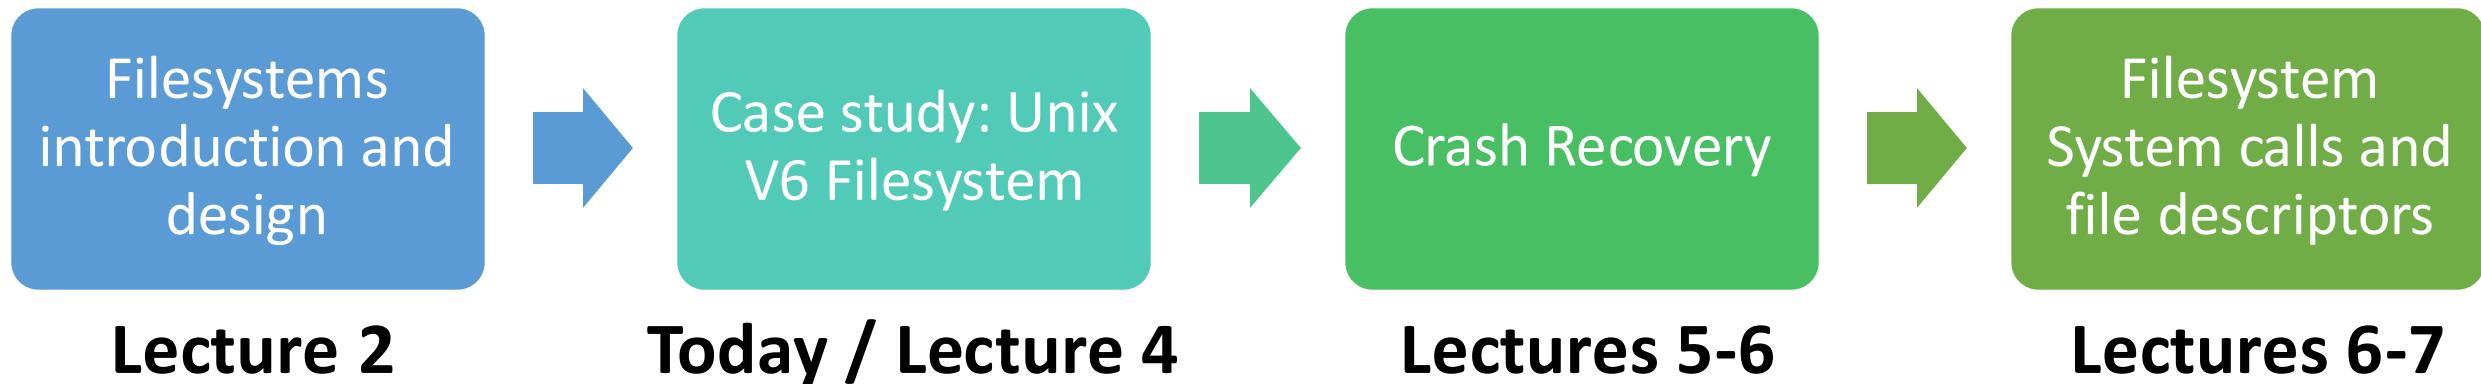 Filesystems
introduction and
design
Lecture 2
Case study: Unix
V6 Filesystem
Today / Lecture 4
Crash Recovery
Lectures 5-6
Filesystem
System calls and
file descriptors
Lectures 6-7